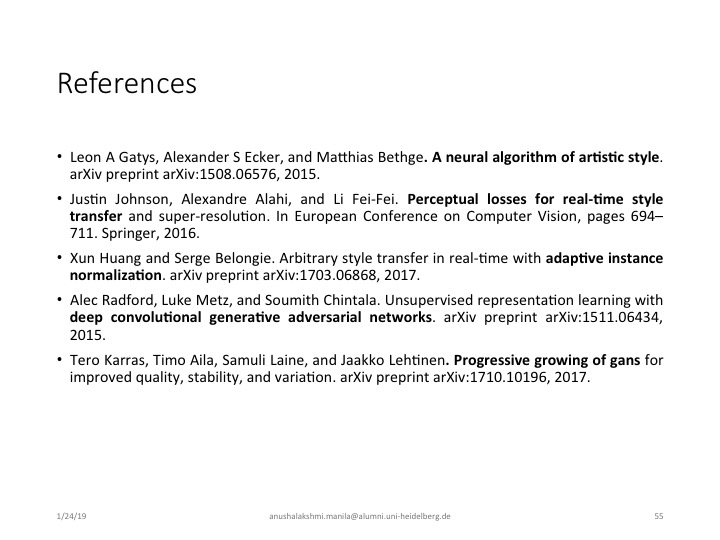 References
• Leon A Gatys, Alexander S Ecker, and Matthias Bethge. A neural algorithm of artistic style.
arXiv preprint arXiv:1508.06576, 2015.
• Justin Johnson, Alexandre Alahi, and Li Fei-Fei. Perceptual losses for real-time style
transfer and super-resolution. In European Conference on Computer Vision, pages 694–
711. Springer, 2016.
• Xun Huang and Serge Belongie. Arbitrary style transfer in real-time with adaptive instance
normalization. arXiv preprint arXiv:1703.06868, 2017.
• Alec Radford, Luke Metz, and Soumith Chintala. Unsupervised representation learning with
deep convolutional generative adversarial networks. arXiv preprint arXiv:1511.06434,
2015.
• Tero Karras, Timo Aila, Samuli Laine, and Jaakko Lehtinen. Progressive growing of gans for
improved quality, stability, and variation. arXiv preprint arXiv:1710.10196, 2017.
1/24/19 anushalakshmi.manila@alumni.uni-heidelberg.de 55